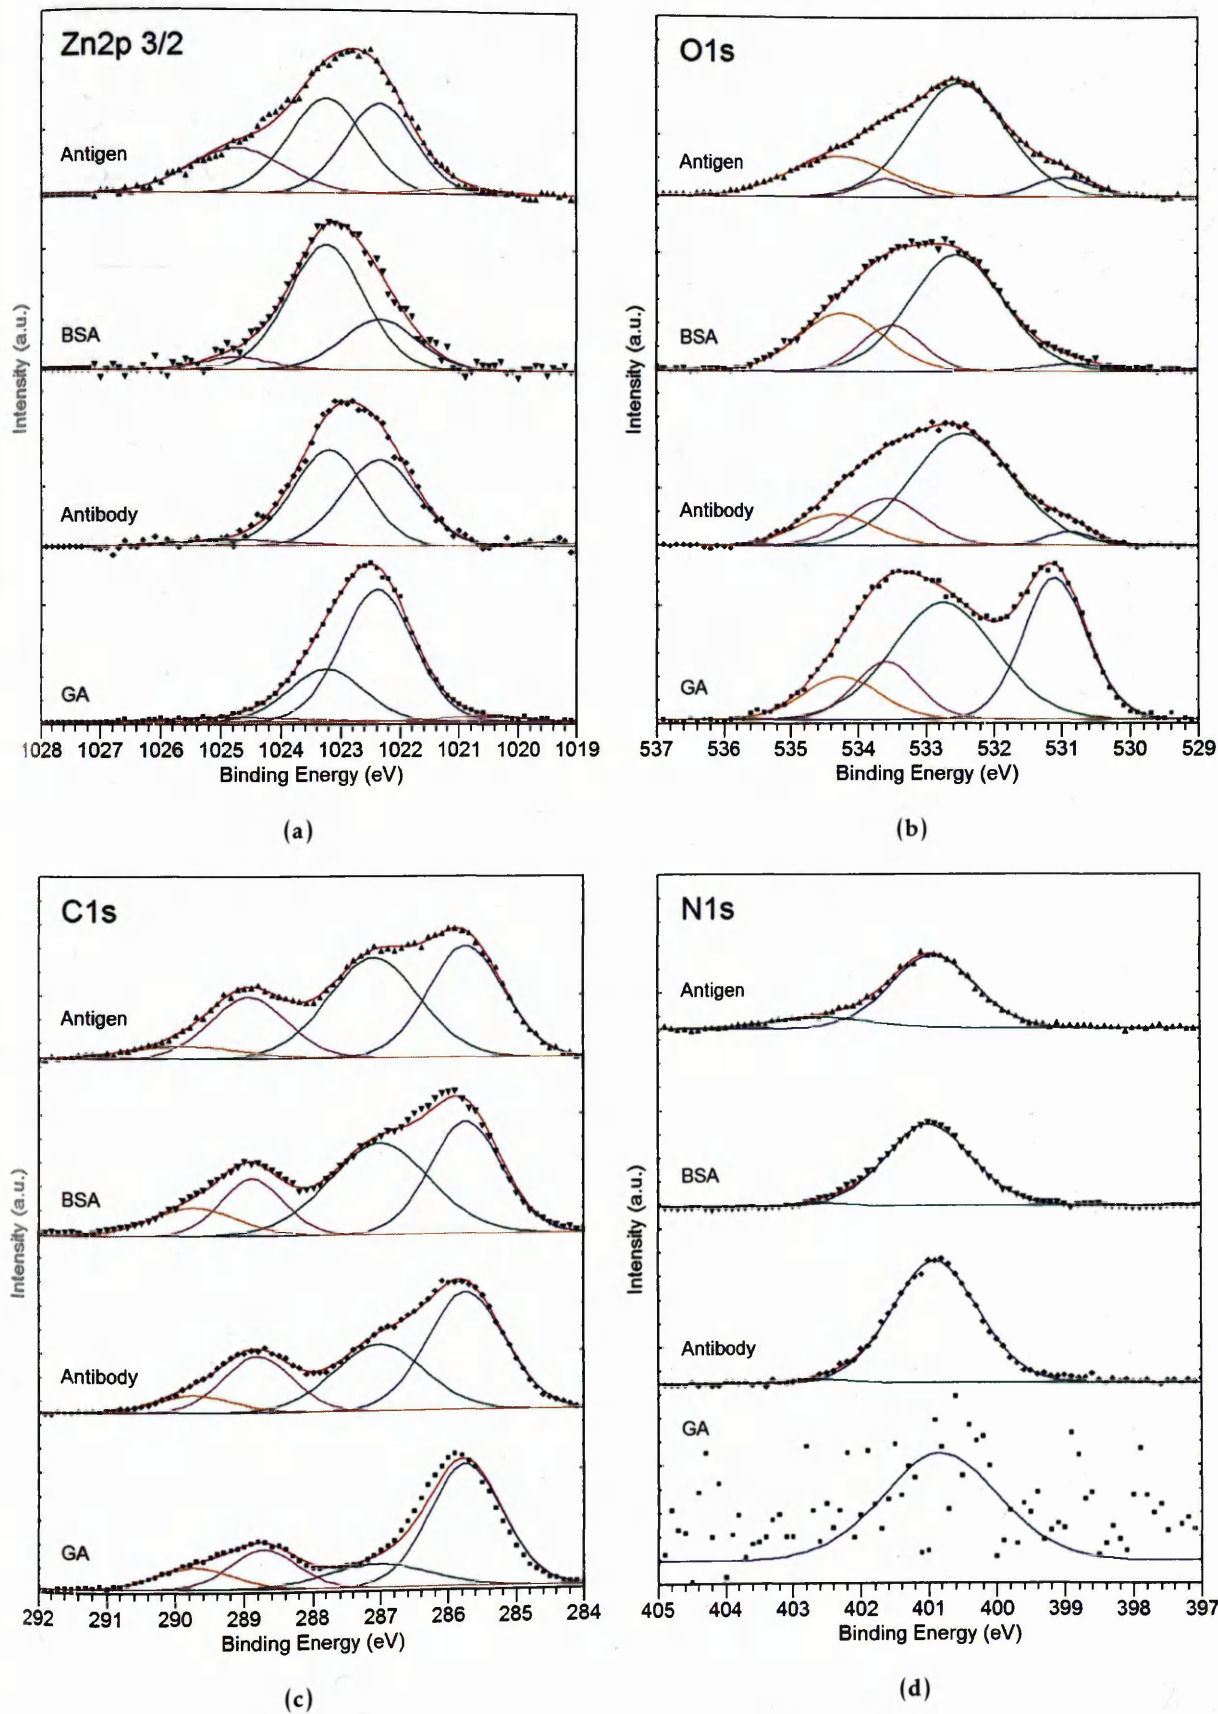 Zn2p 3/2
Antigen
BSA
Antibody
GA
Intensity (a.u.)
1028 1027 1026 1025 1024 1023 1022 1021 1020 1019
Binding Energy (eV)
(a)
O1s
Antigen
BSA
Antibody
GA
Intensity (a.u.)
537 536 535 534 533 532 531 530 529
Binding Energy (eV)
(b)
C1s
Antigen
BSA
Antibody
GA
Intensity (a.u.)
292 291 290 289 288 287 286 285 284
Binding Energy (eV)
(c)
N1s
Antigen
BSA
Antibody
GA
Intensity (a.u.)
405 404 403 402 401 400 399 398 397
Binding Energy (eV)
(d)